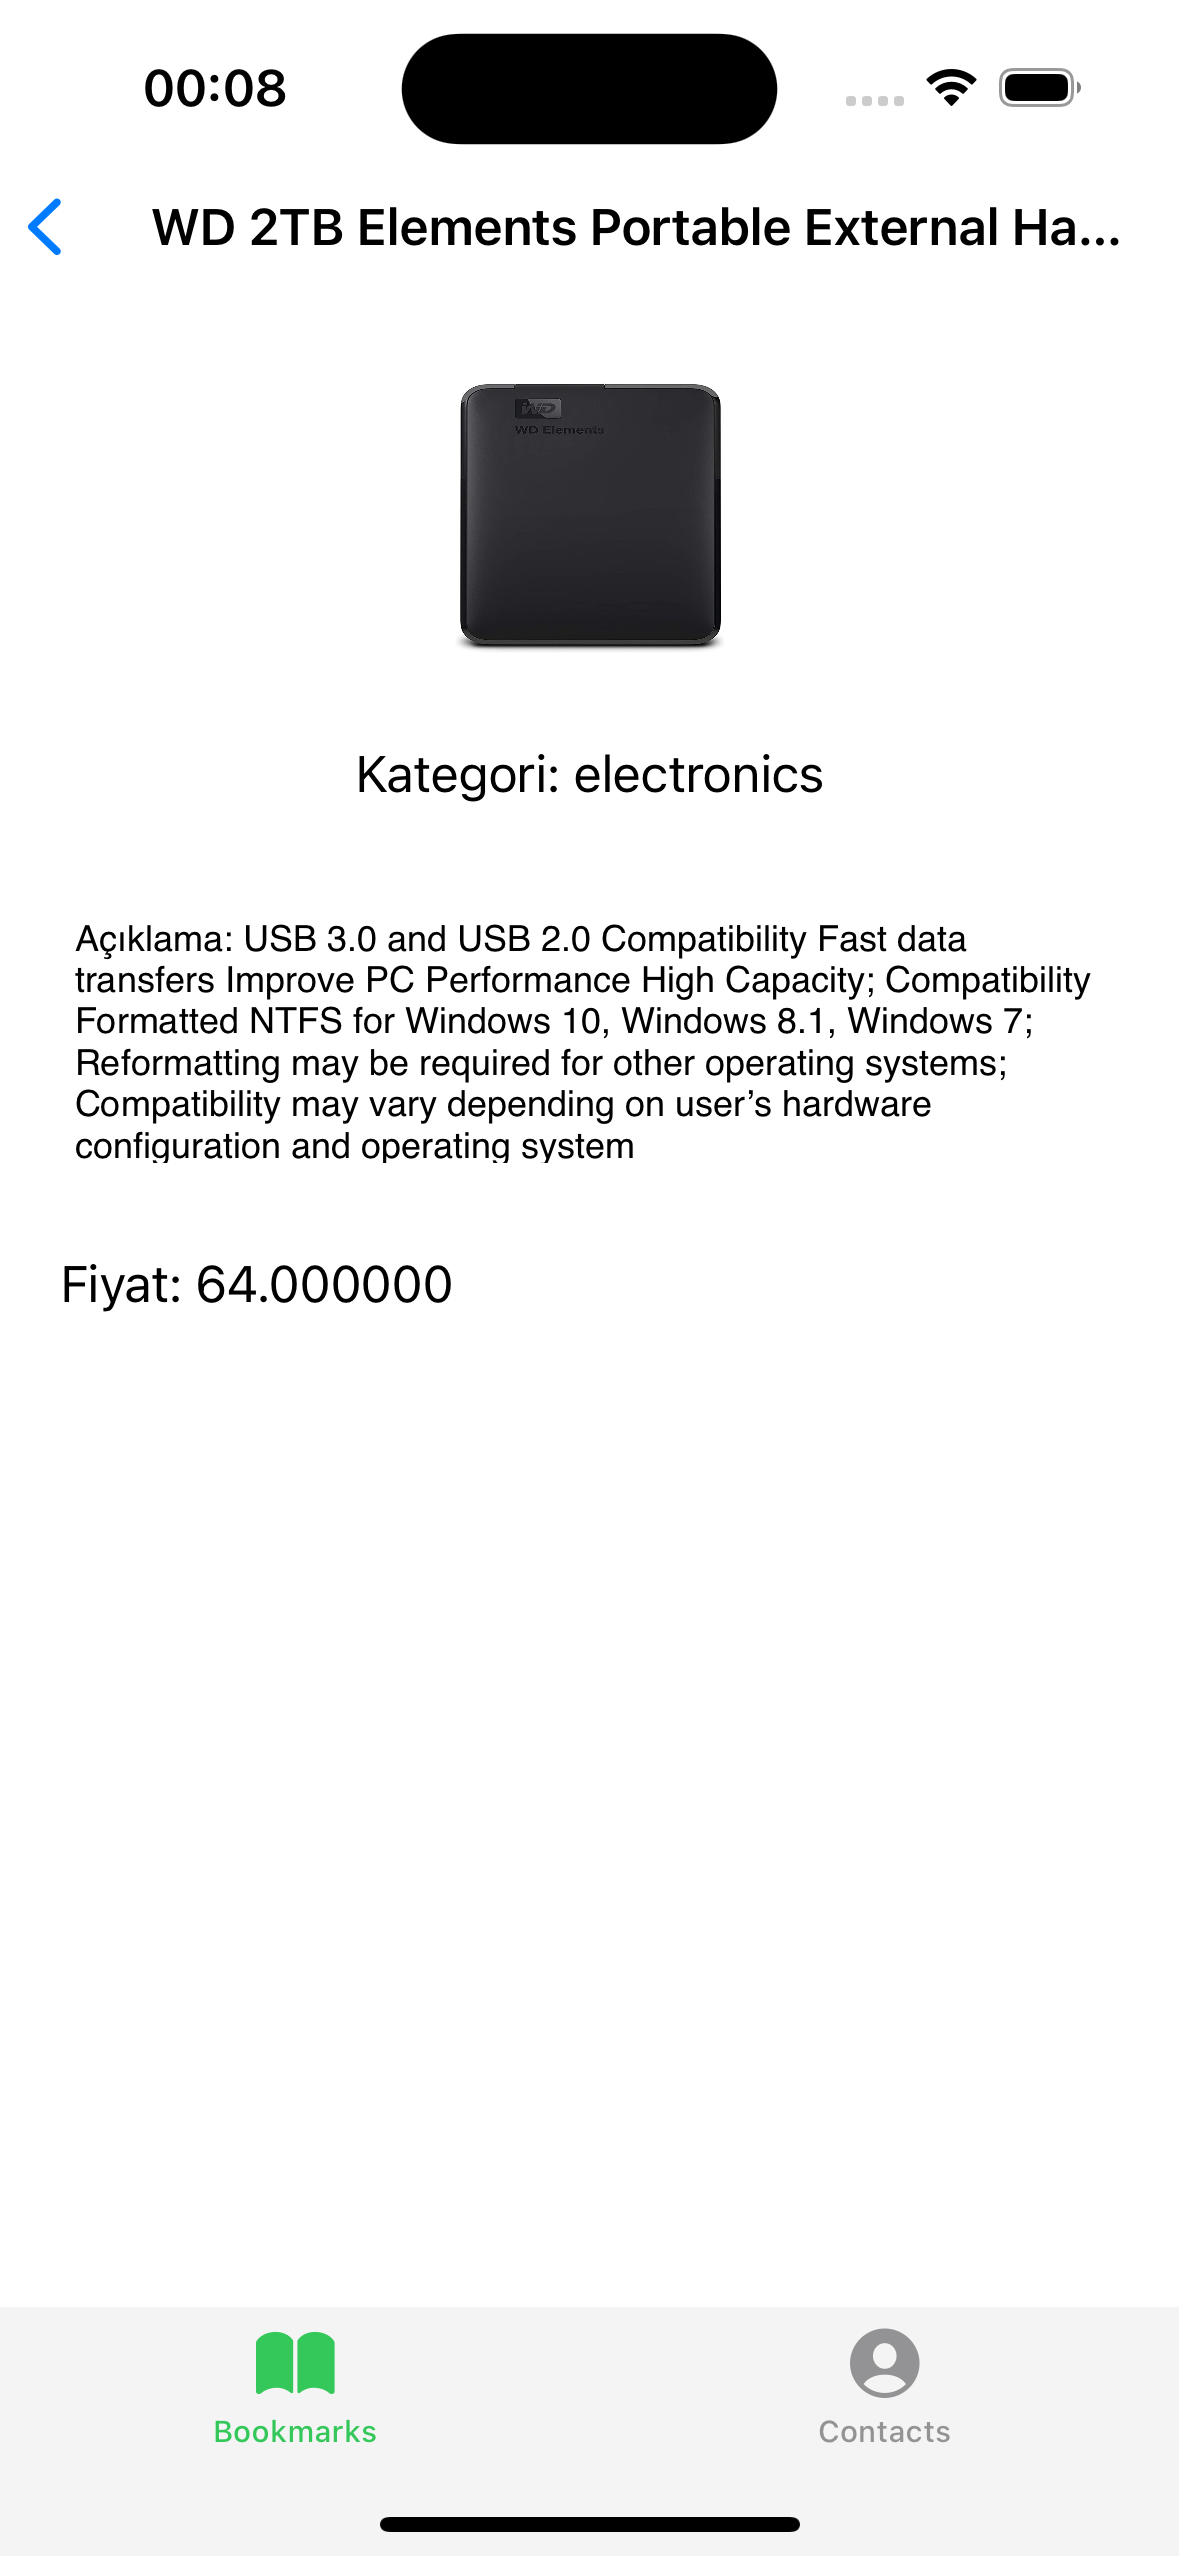 00:08
WD 2TB Elements Portable External Ha...
WD
WD Elements
Kategori: electronics
Açıklama: USB 3.0 and USB 2.0 Compatibility Fast data
transfers Improve PC Performance High Capacity; Compatibility
Formatted NTFS for Windows 10, Windows 8.1, Windows 7;
Reformatting may be required for other operating systems;
Compatibility may vary depending on user’s hardware
configuration and operating system
Fiyat: 64.000000
Bookmarks
Contacts